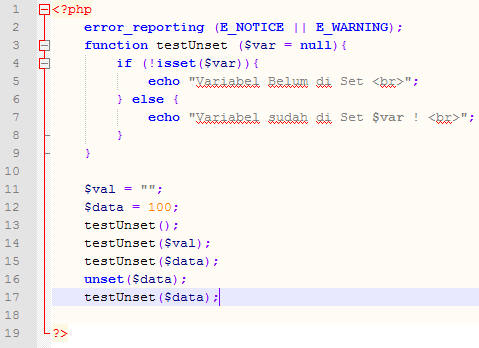 1 <?php
2 error_reporting (E_NOTICE || E_WARNING);
3 function testUnset ($var = null){
4 if (!isset($var)){
5 echo "Variabel Belum di Set <br>";
6 } else {
7 echo "Variabel sudah di Set $var ! <br>";
8 }
9 }
10
11 $val = "";
12 $data = 100;
13 testUnset();
14 testUnset($val);
15 testUnset($data);
16 unset($data);
17 testUnset($data);
18
19 ?>